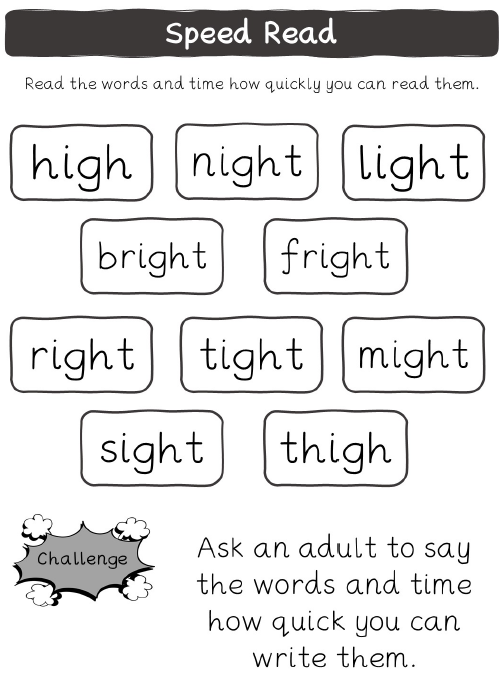 Speed Read
Read the words and time how quickly you can read them.
high night light
bright fright
right tight might
sight thigh
Challenge
Ask an adult to say
the words and time
how quick you can
write them.